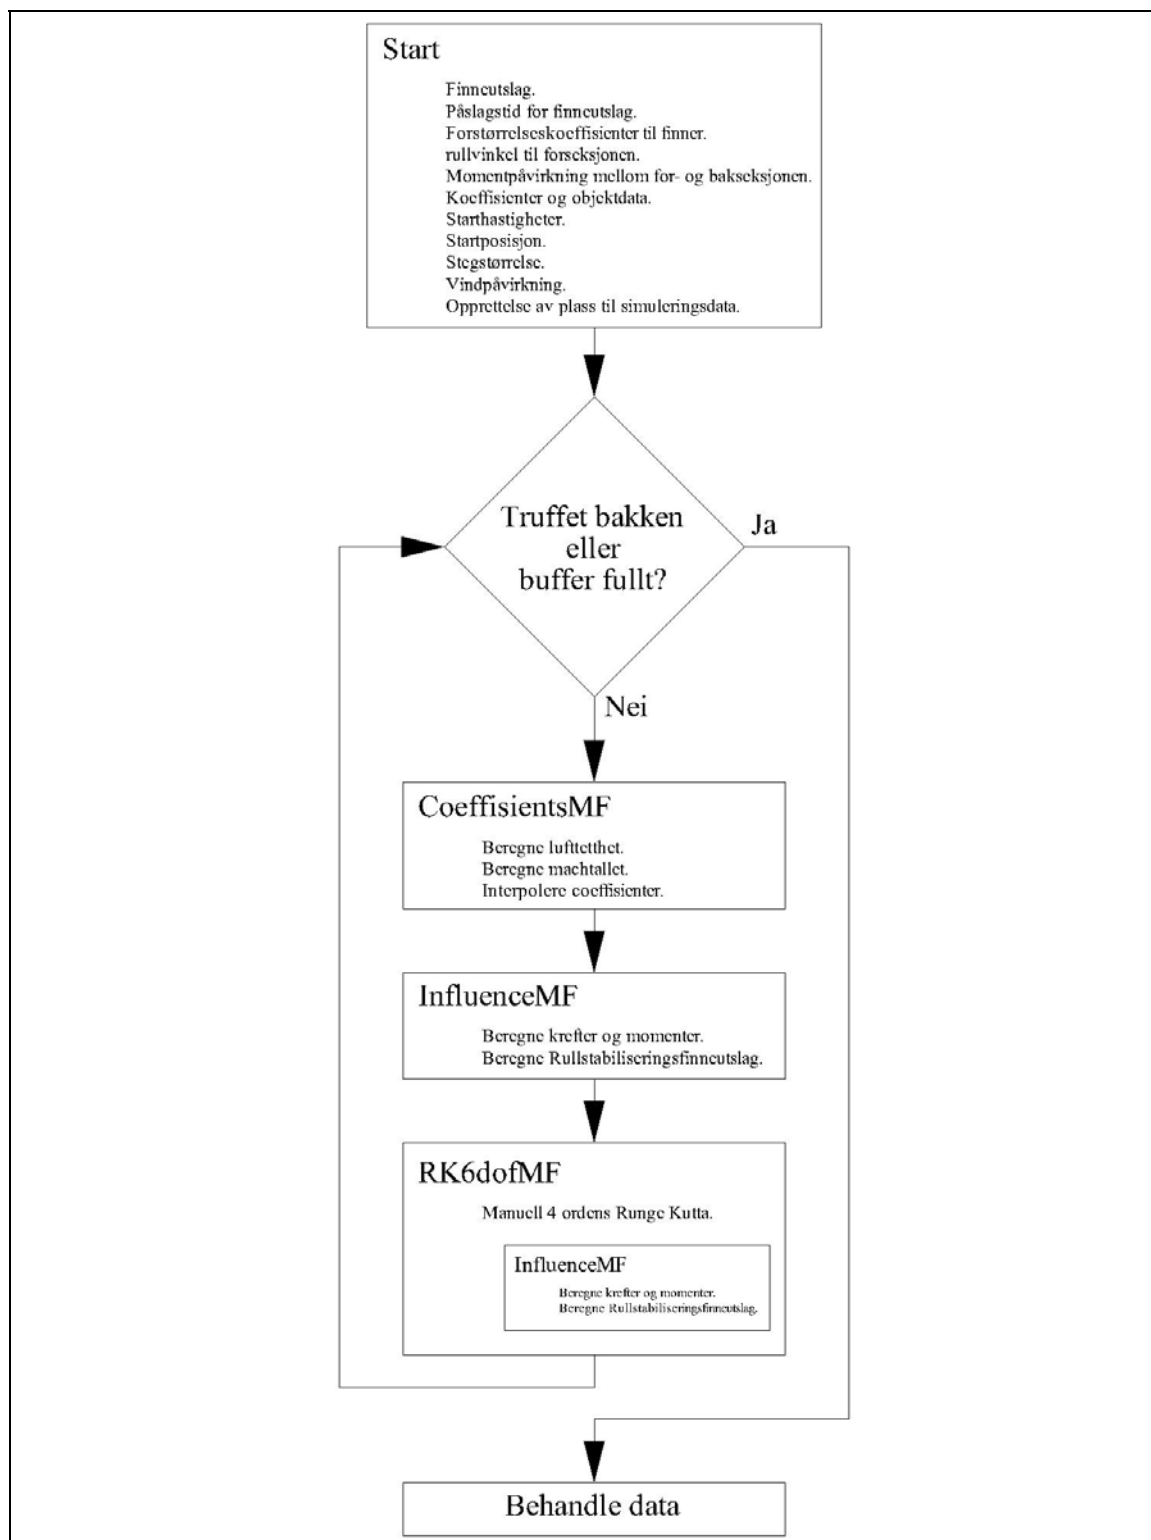 Start
Finneutslag.
Påslagstid for finneutslag.
Forstørrelseskoeffisienter til finner.
rullvinkel til forseksjonen.
Momentpåvirkning mellom for- og bakseksjonen.
Koeffisienter og objektdata.
Starthastigheter.
Startposisjon.
Stegstørrelse.
Vindpåvirkning.
Opprettelse av plass til simuleringsdata.
Truffet bakken
eller
buffer fullt?
Ja
Nei
CoeffisientsMF
Beregne lufttetthet.
Beregne machtallet.
Interpolere coeffisienter.
InfluenceMF
Beregne krefter og momenter.
Beregne Rullstabiliseringsfinneutslag.
RK6dofMF
Manuell 4 ordens Runge Kutta.
InfluenceMF
Beregne krefter og momenter.
Beregne Rullstabiliseringsfinneutslag.
Behandle data